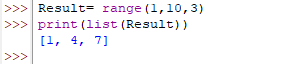 >>> Result= range(1,10,3)
>>> print(list(Result))
[1, 4, 7]
>>>